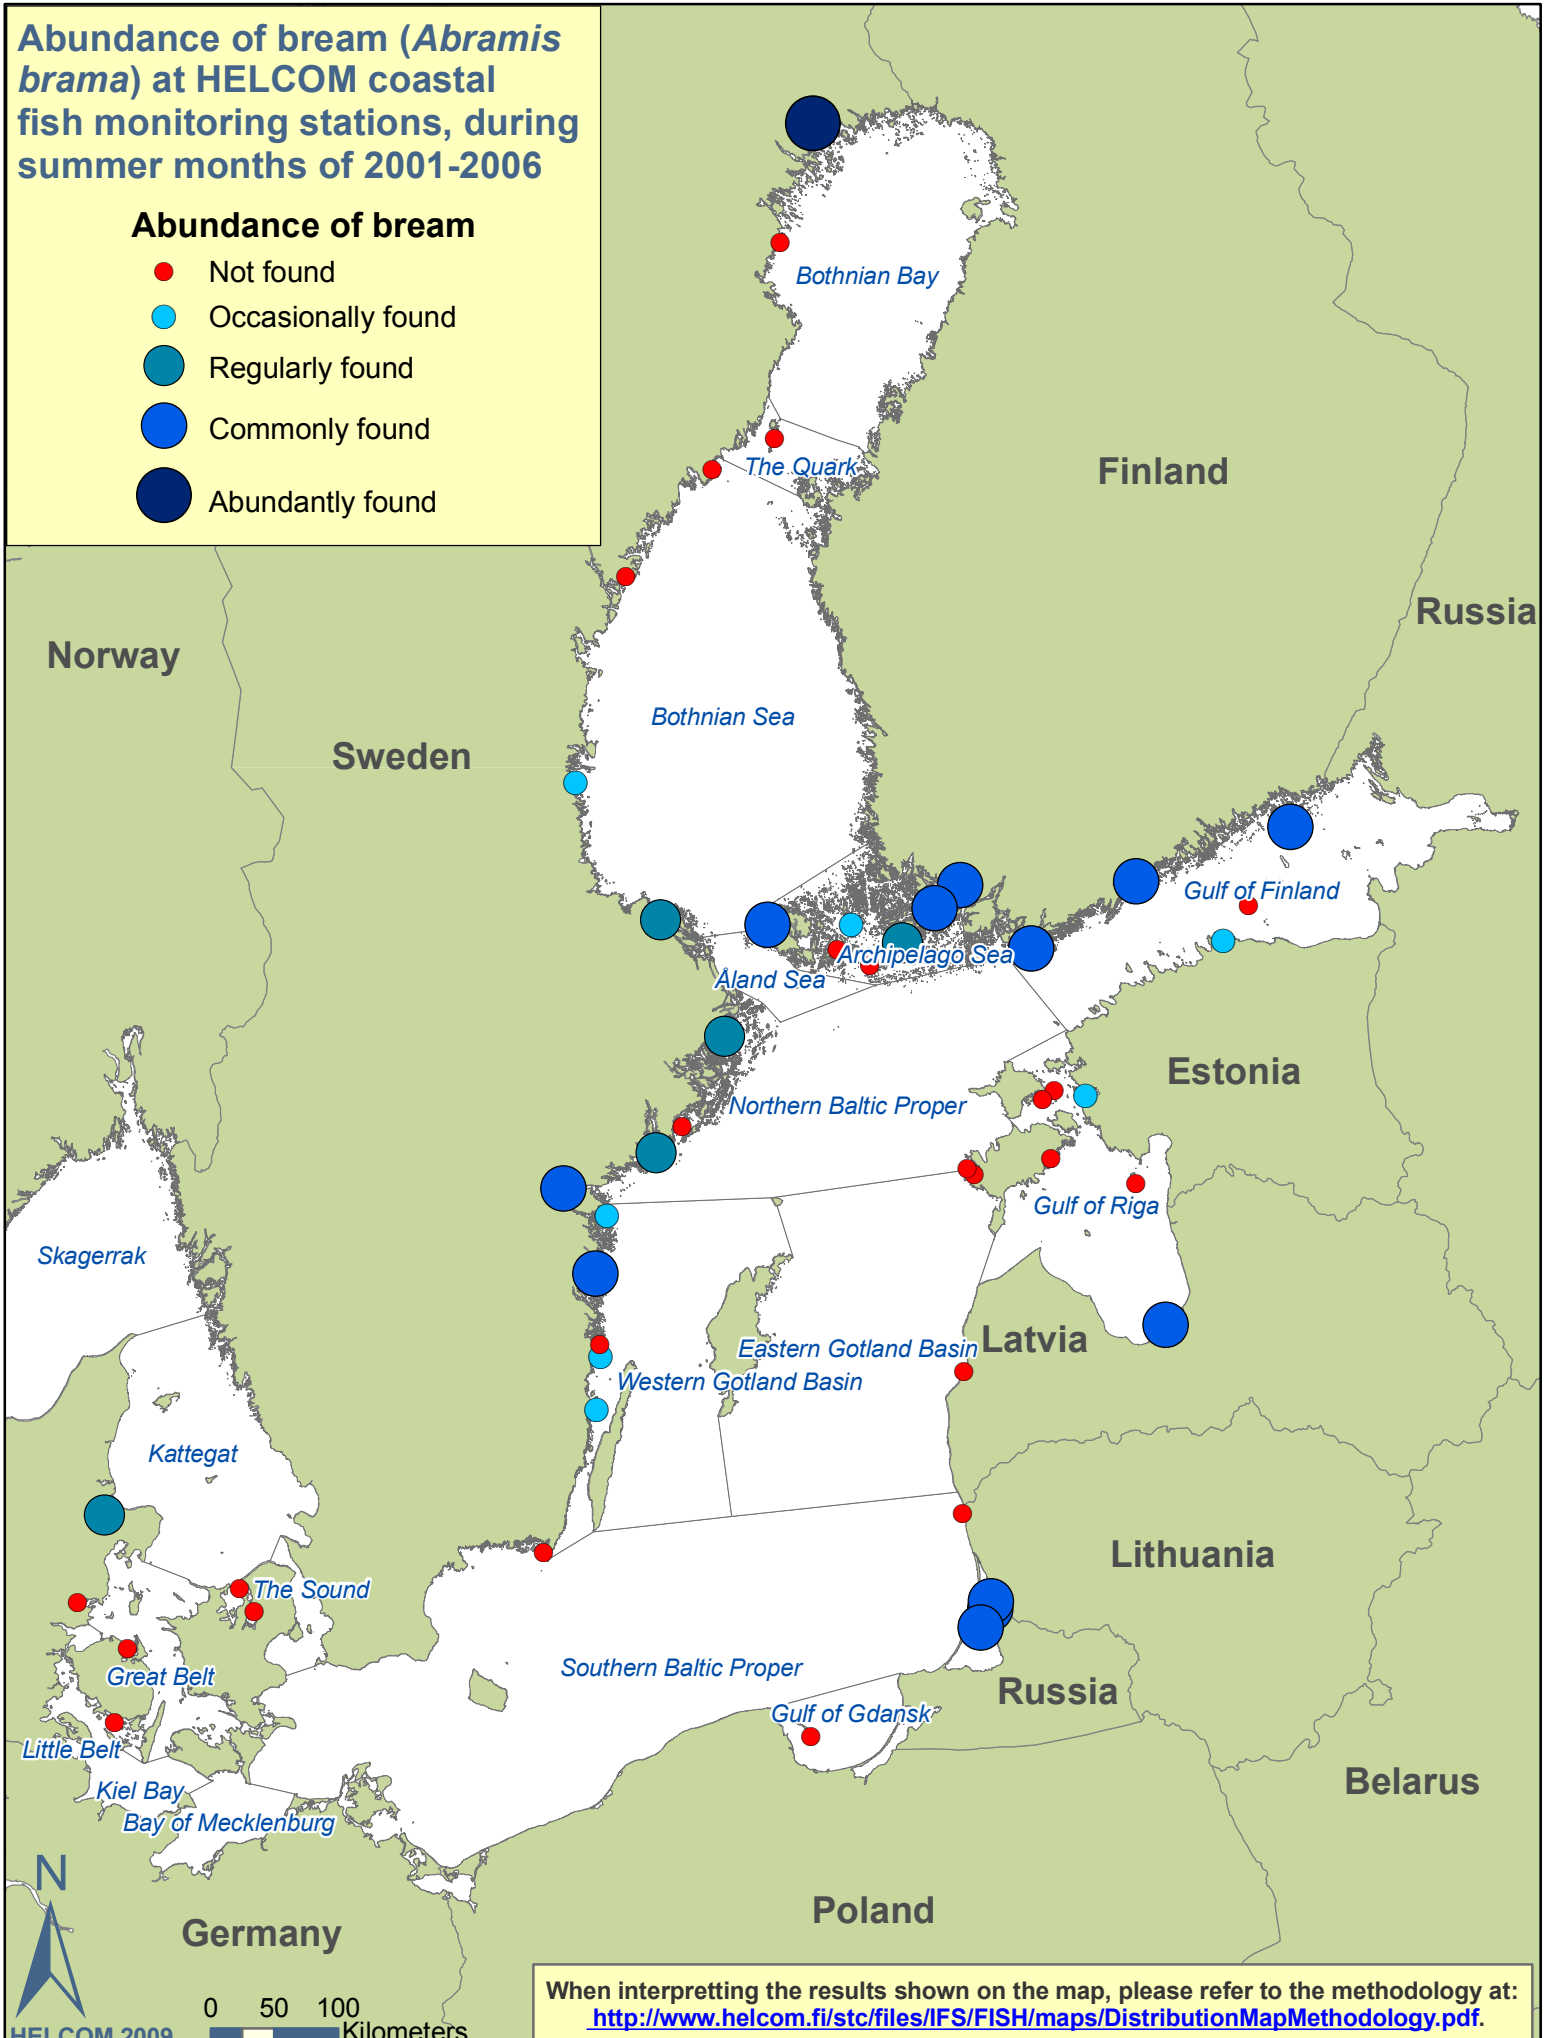 Abundance of bream (Abramis
brama) at HELCOM coastal
fish monitoring stations, during
summer months of 2001-2006
Abundance of bream
Not found
Occasionally found
Regularly found
Commonly found
Abundantly found
Bothnian Bay
The Quark
Finland
Russia
Norway
Bothnian Sea
Sweden
Gulf of Finland
Archipelago Sea
Åland Sea
Estonia
Northern Baltic Proper
Gulf of Riga
Skagerrak
Latvia
Eastern Gotland Basin
Western Gotland Basin
Kattegat
Lithuania
The Sound
Southern Baltic Proper
Great Belt
Russia
Gulf of Gdansk
Little Belt
Belarus
Kiel Bay
Bay of Mecklenburg
N
Poland
Germany
When interpretting the results shown on the map, please refer to the methodology at:
http://www.helcom.fi/stc/files/IFS/FISH/maps/DistributionMapMethodology.pdf.
0 50 100
Kilometers
HELCOM 2009